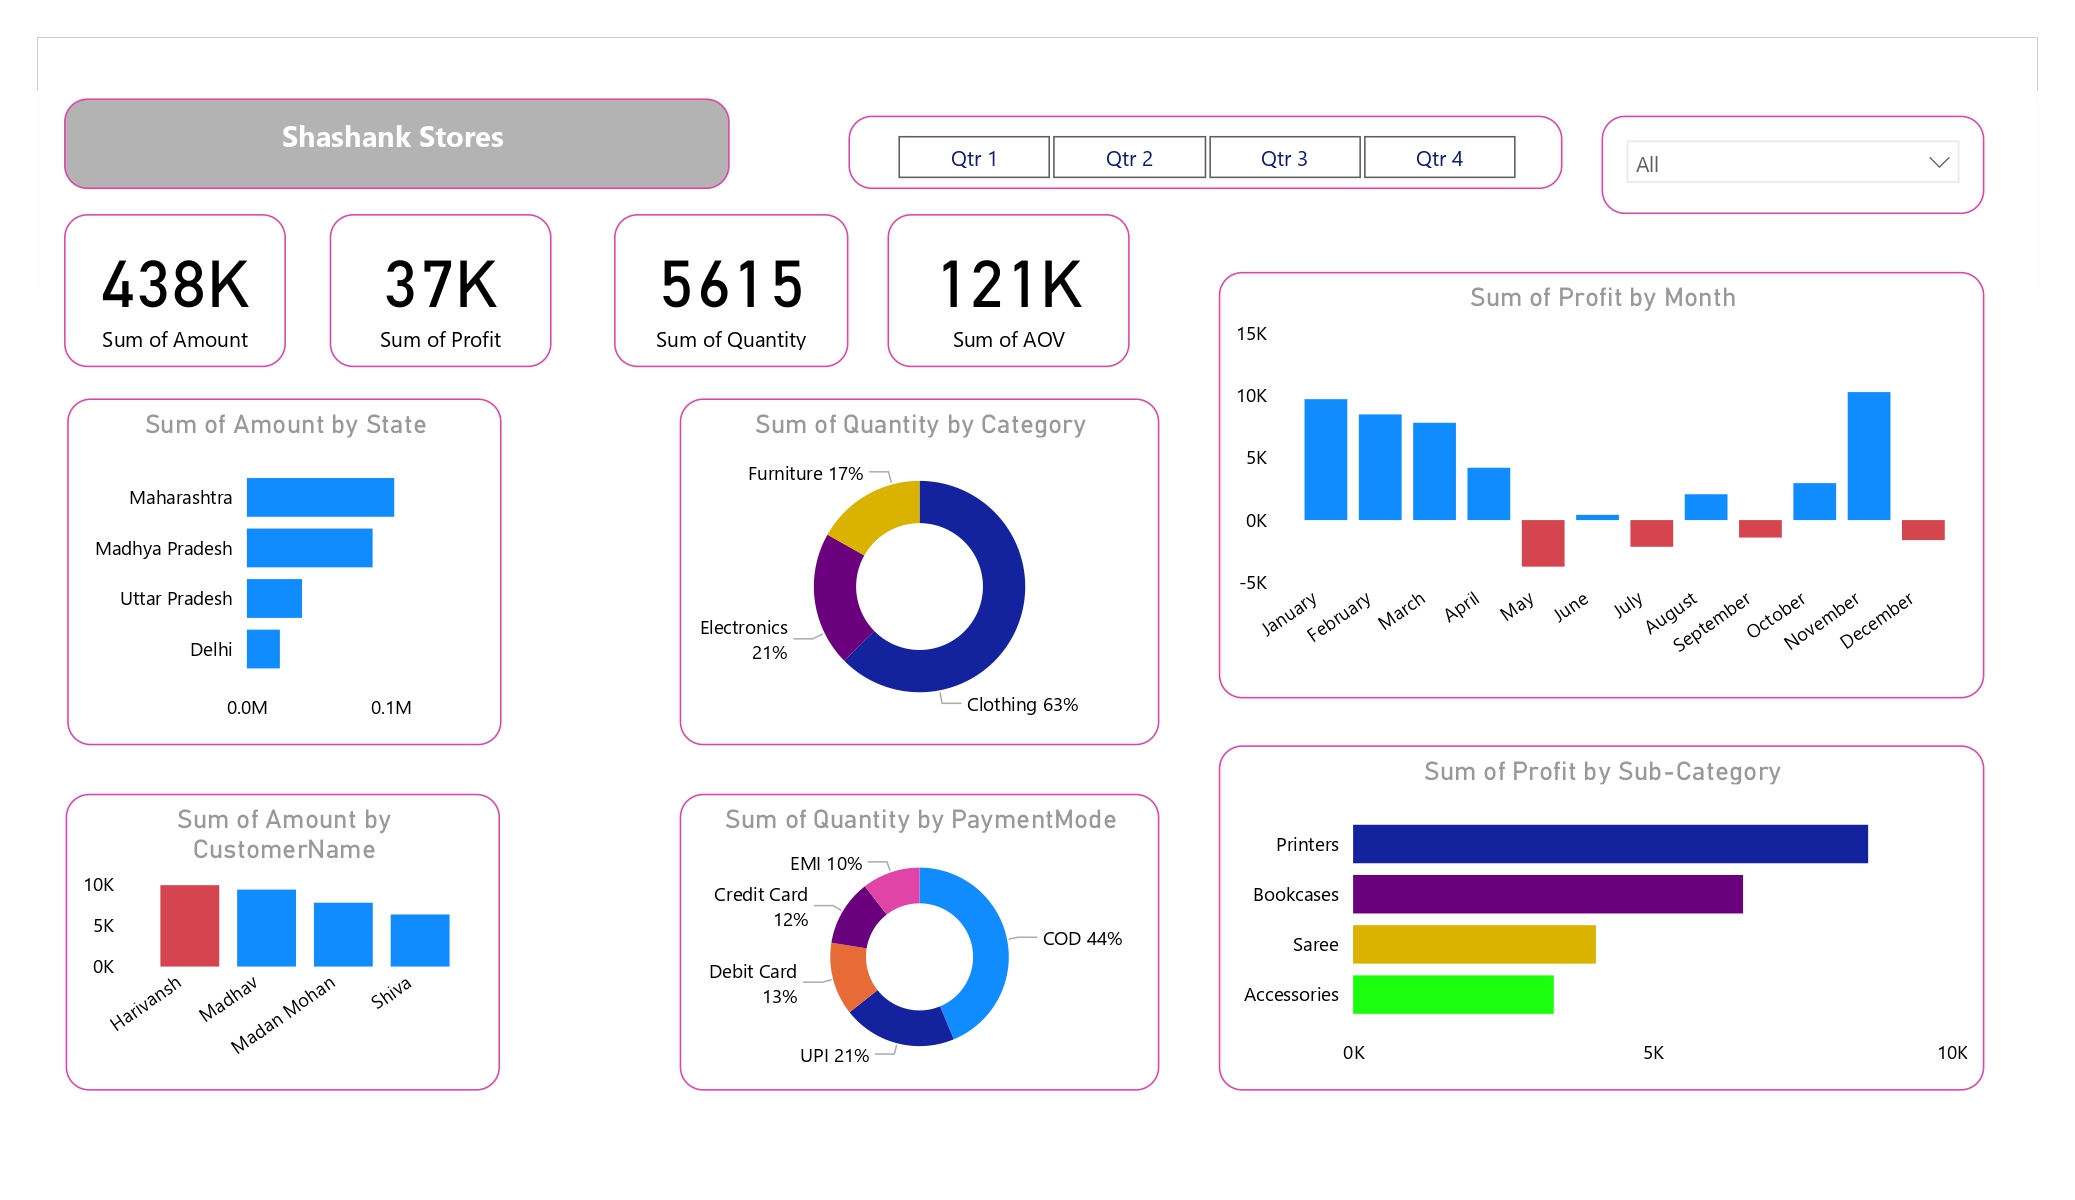 Shashank Stores
Qtr 1
Qtr 2
Qtr 3
Qtr 4
All
438K
Sum of Amount
37K
Sum of Profit
5615
Sum of Quantity
121K
Sum of AOV
Sum of Profit by Month
15K
10K
5K
0K
-5K
January
February
March
April
May
June
July
August
September
October
November
December
Sum of Amount by State
Maharashtra
Madhya Pradesh
Uttar Pradesh
Delhi
0.0M
0.1M
Sum of Quantity by Category
Furniture 17%
Electronics
21%
Clothing 63%
Sum of Amount by
CustomerName
10K
5K
0K
Harivansh
Madhav
Madan Mohan
Shiva
Sum of Quantity by PaymentMode
EMI 10%
Credit Card
12%
COD 44%
Debit Card
13%
UPI 21%
Sum of Profit by Sub-Category
Printers
Bookcases
Saree
Accessories
0K
5K
10K